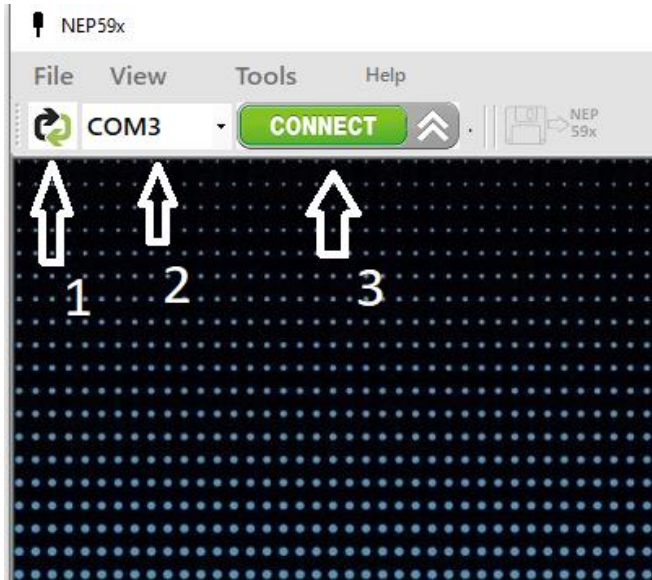 NEP59x
File View Tools Help
COM3 CONNECT NEP
59x
1 2 3